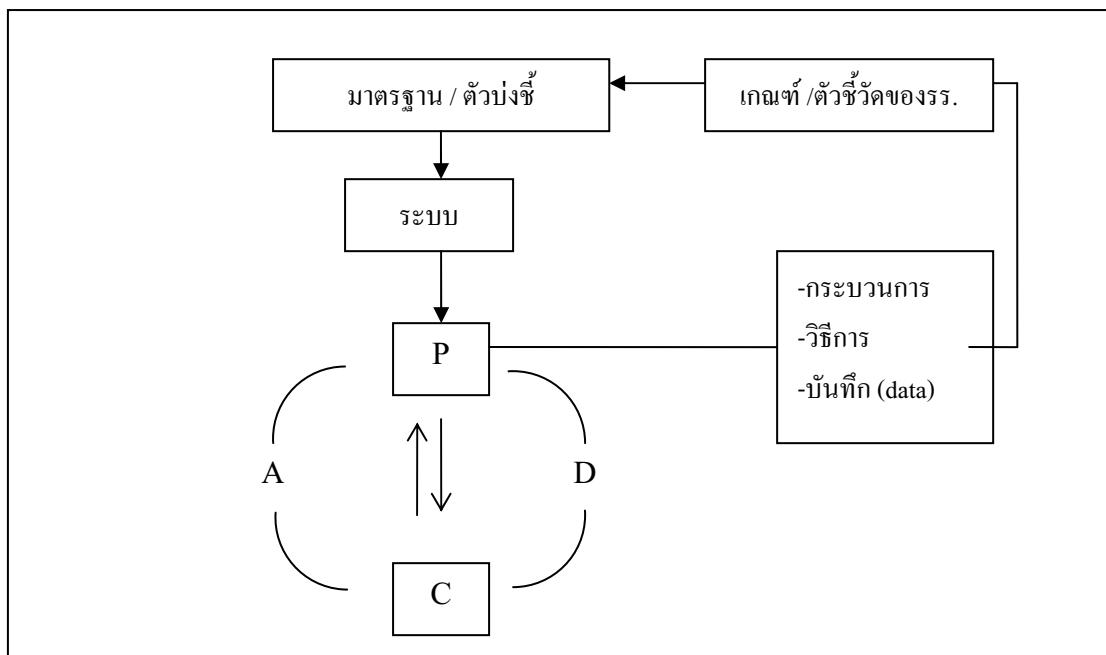 มาตรฐาน / ตัวบ่งชี้
เกณฑ์ /ตัวชี้วัดของรร.
ระบบ
P
-กระบวนการ
-วิธีการ
-บันทึก (data)
A
D
C